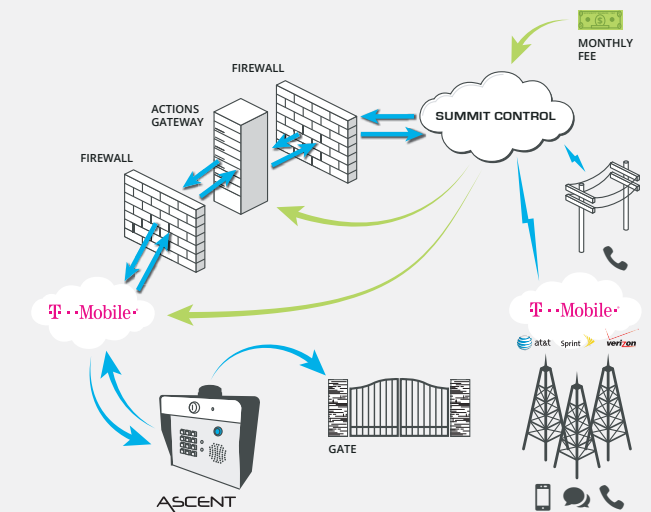 MONTHLY
FEE
FIREWALL
SUMMIT CONTROL
ACTIONS
GATEWAY
FIREWALL
T··Mobile·
T··Mobile·
at&t
Sprint
verizon
GATE
ASCENT